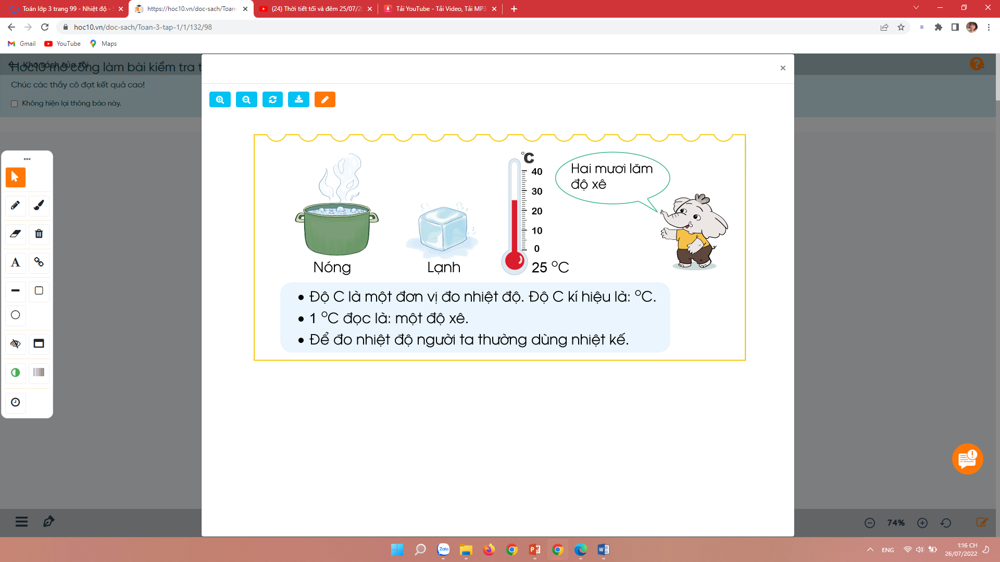 Toán lớp 3 trang 99 - Nhiệt độ -
https://hoc10.vn/doc-sach/Toan-
(24) Thời tiết tối và đêm 25/07/2
Tải YouTube - Tải Video, Tải MP3
hoc10.vn/doc-sach/Toan-3-tap-1/1/132/98
Gmail
YouTube
Maps
Kho sách của tôi
Hoc10 mở cổng làm bài kiểm tra t
Chúc các thầy cô đạt kết quả cao!
Không hiện lại thông báo này.
°C
40
30
20
10
0
Hai mươi lăm
độ xê
Nóng
Lạnh
25 °C
• Độ C là một đơn vị đo nhiệt độ. Độ C kí hiệu là: °C.
• 1 °C đọc là: một độ xê.
• Để đo nhiệt độ người ta thường dùng nhiệt kế.
74%
Zalo
ENG
1:16 CH
26/07/2022